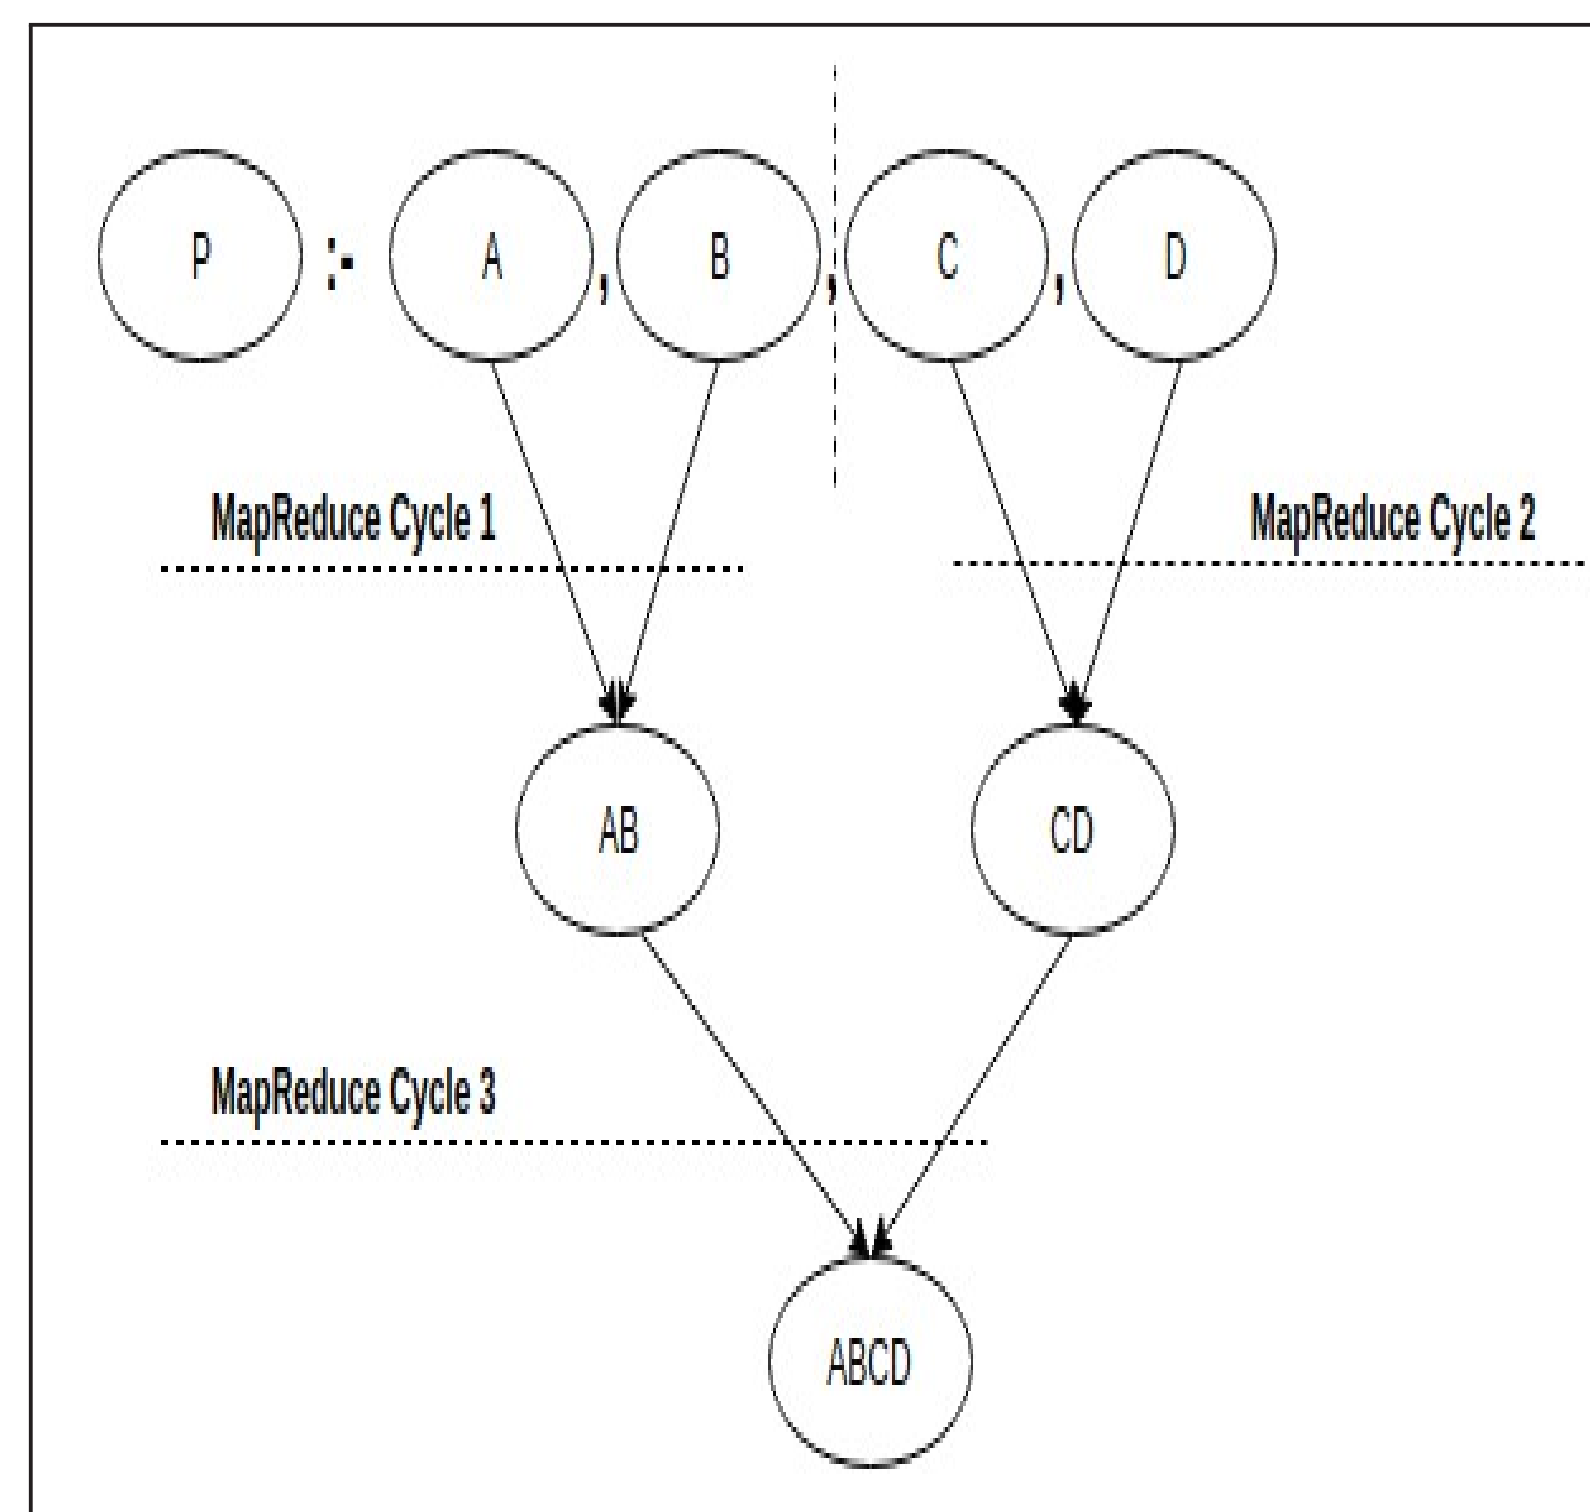 P :- A , B , C , D
MapReduce Cycle 1
MapReduce Cycle 2
AB
CD
MapReduce Cycle 3
ABCD